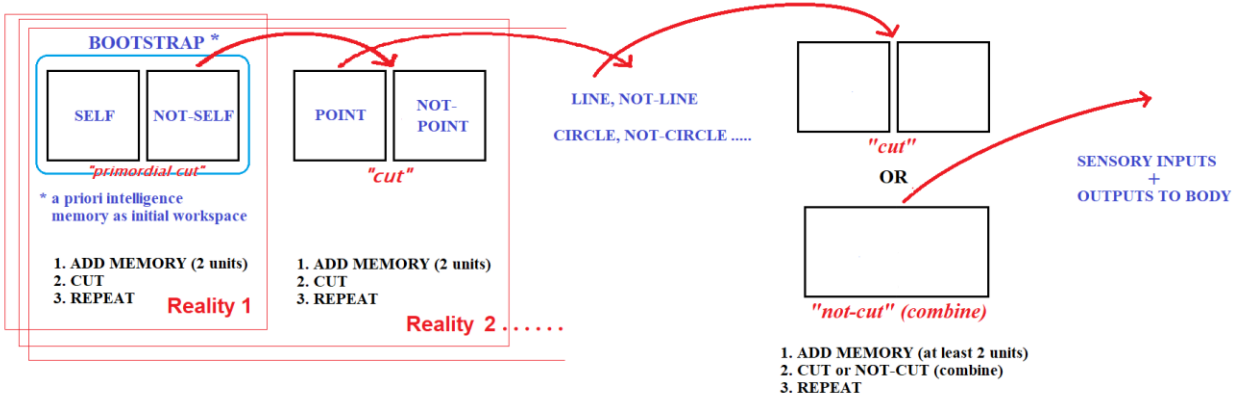 BOOTSTRAP *
SELF
NOT-SELF
"primordial cut"
* a priori intelligence
memory as initial workspace
1. ADD MEMORY (2 units)
2. CUT
3. REPEAT
Reality 1
POINT
NOT-
POINT
"cut"
1. ADD MEMORY (2 units)
2. CUT
3. REPEAT
Reality 2 . . . . . .
LINE, NOT-LINE
CIRCLE, NOT-CIRCLE .....
"cut"
OR
"not-cut" (combine)
1. ADD MEMORY (at least 2 units)
2. CUT or NOT-CUT (combine)
3. REPEAT
SENSORY INPUTS
+
OUTPUTS TO BODY